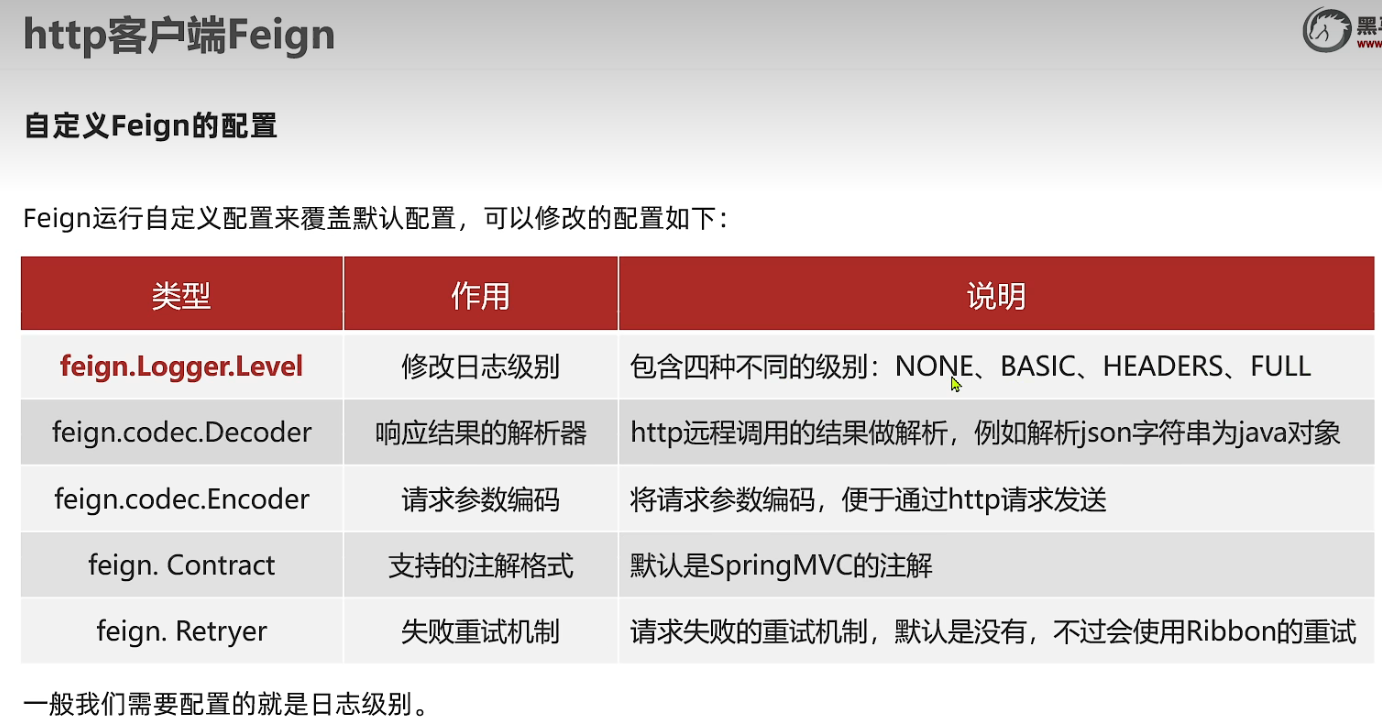 http客户端Feign
黑
www
自定义Feign的配置
Feign运行自定义配置来覆盖默认配置，可以修改的配置如下：
类型 作用 说明
feign.Logger.Level 修改日志级别 包含四种不同的级别：NONE、BASIC、HEADERS、FULL
feign.codec.Decoder 响应结果的解析器 http远程调用的结果做解析，例如解析json字符串为java对象
feign.codec.Encoder 请求参数编码 将请求参数编码，便于通过http请求发送
feign. Contract 支持的注解格式 默认是SpringMVC的注解
feign. Retryer 失败重试机制 请求失败的重试机制，默认是没有，不过会使用Ribbon的重试
一般我们需要配置的就是日志级别。